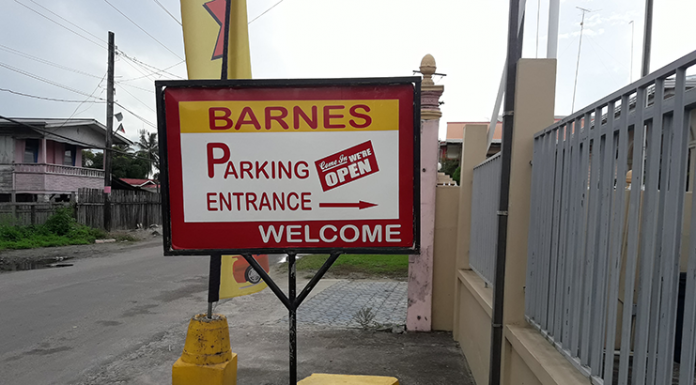 BARNES
PARKING
ENTRANCE
Come In WE'RE
OPEN
WELCOME